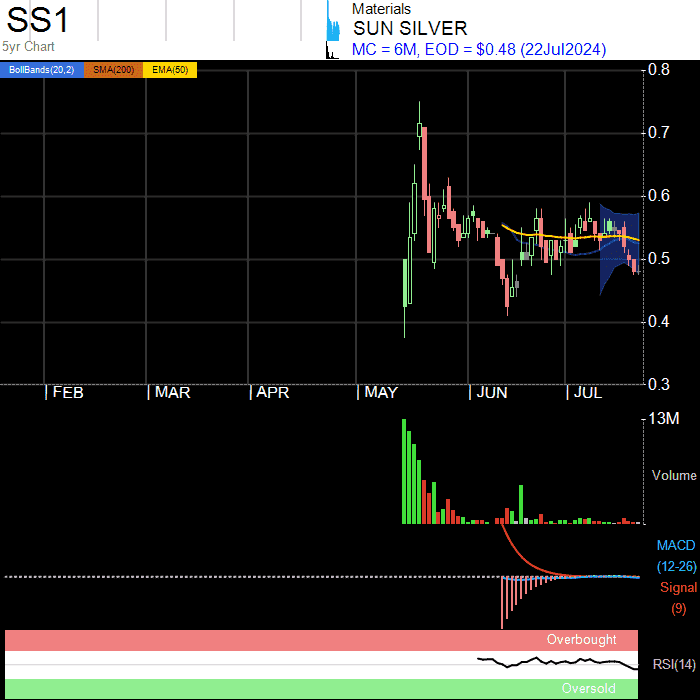 SS1
Materials
SUN SILVER
5yr Chart
MC = 6M, EOD = $0.48 (22Jul2024)
BollBands(20,2) SMA(200) EMA(50)
0.8
0.7
0.6
0.5
0.4
0.3
FEB MAR APR MAY JUN JUL
13M
Volume
MACD
(12-26)
Signal
(9)
Overbought
RSI(14)
Oversold